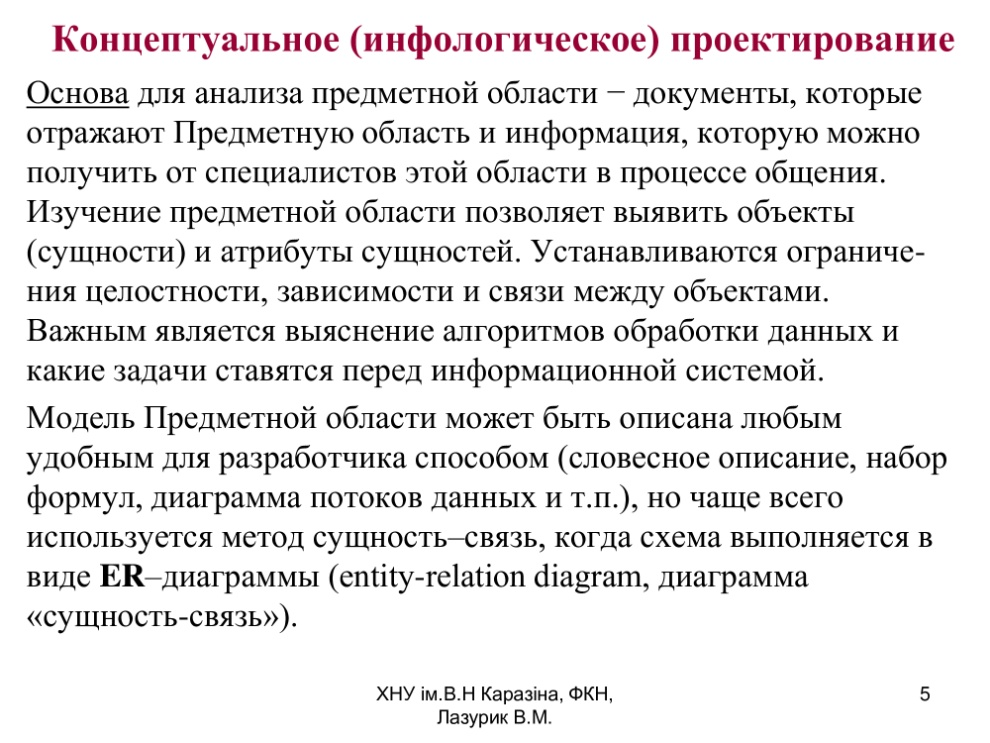 Концептуальное (инфологическое) проектирование
Основа для анализа предметной области − документы, которые
отражают Предметную область и информация, которую можно
получить от специалистов этой области в процессе общения.
Изучение предметной области позволяет выявить объекты
(сущности) и атрибуты сущностей. Устанавливаются ограниче-
ния целостности, зависимости и связи между объектами.
Важным является выяснение алгоритмов обработки данных и
какие задачи ставятся перед информационной системой.
Модель Предметной области может быть описана любым
удобным для разработчика способом (словесное описание, набор
формул, диаграмма потоков данных и т.п.), но чаще всего
используется метод сущность–связь, когда схема выполняется в
виде ER–диаграммы (entity-relation diagram, диаграмма
«сущность-связь»).
ХНУ ім.В.Н Каразіна, ФКН,
Лазурик В.М.
5